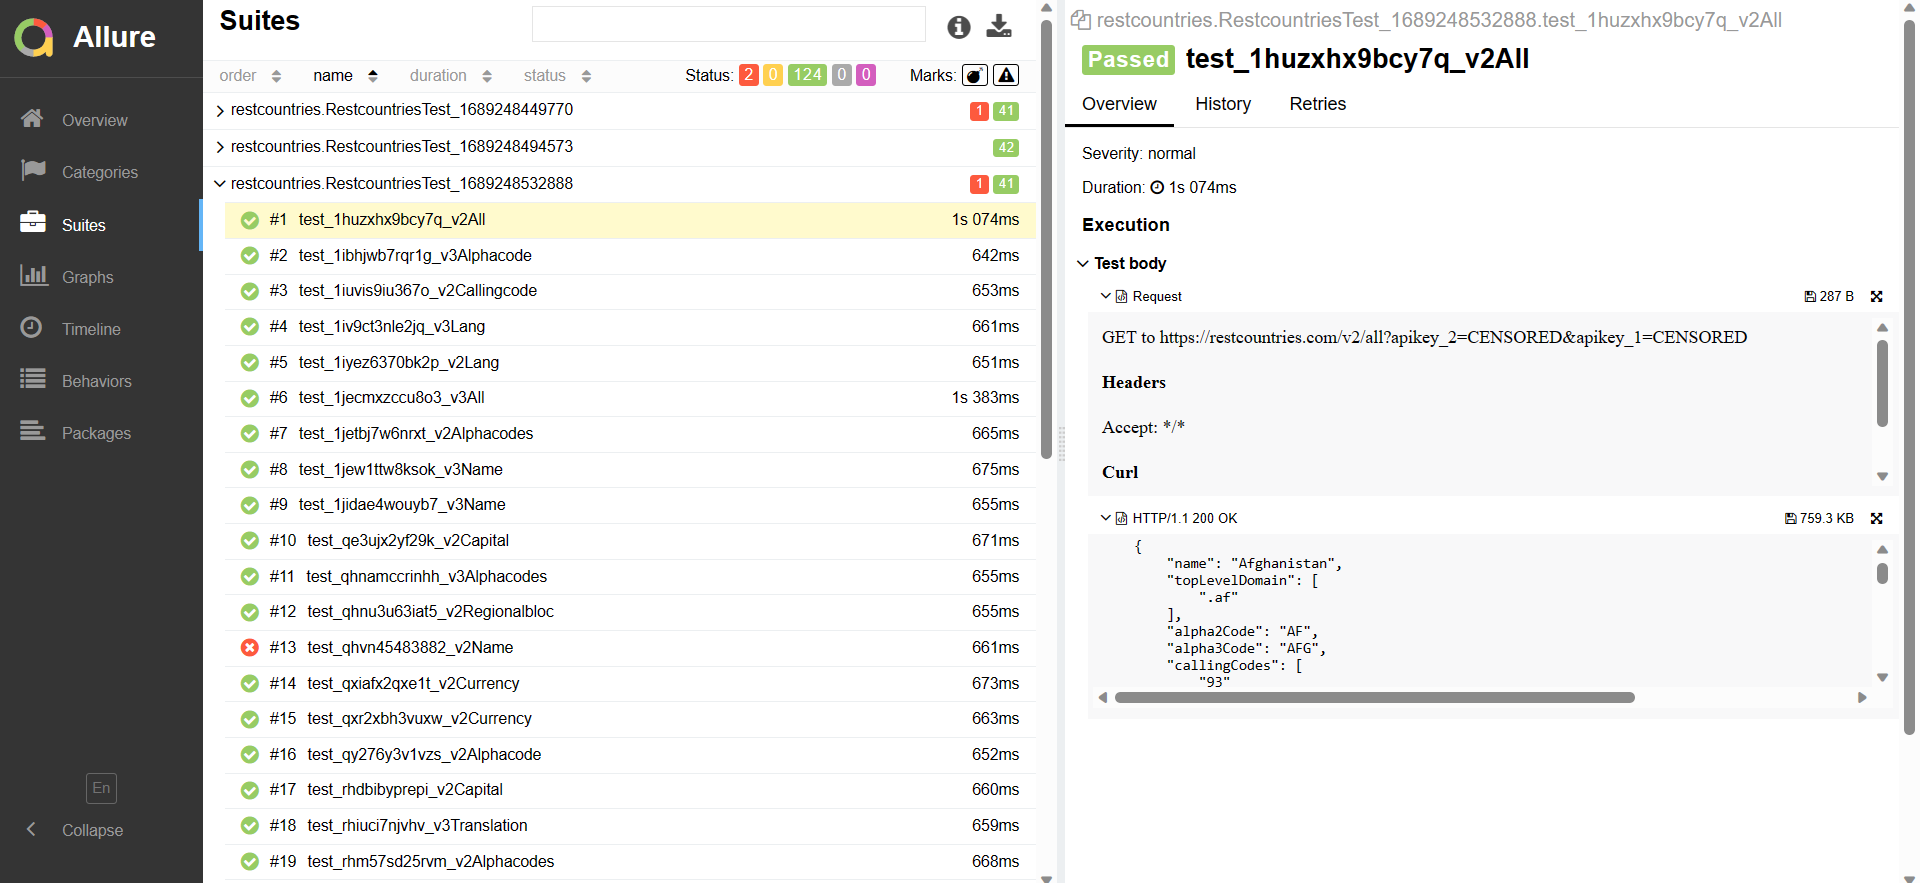 Allure
Overview
Categories
Suites
Graphs
Timeline
Behaviors
Packages
En
Collapse
Suites
order name duration status Status: 2 0 124 0 0 Marks:
restcountries.RestcountriesTest_1689248449770 1 41
restcountries.RestcountriesTest_1689248494573 42
restcountries.RestcountriesTest_1689248532888 1 41
#1 test_1huzxhx9bcy7q_v2All 1s 074ms
#2 test_1ibhjwb7rqr1g_v3Alphacode 642ms
#3 test_1iuvis9iu367o_v2Callingcode 653ms
#4 test_1iv9ct3nle2jq_v3Lang 661ms
#5 test_1iyez6370bk2p_v2Lang 651ms
#6 test_1jecmxzccu8o3_v3All 1s 383ms
#7 test_1jetbj7w6nrxt_v2Alphacodes 665ms
#8 test_1jew1ttw8ksok_v3Name 675ms
#9 test_1jidae4wouyb7_v3Name 655ms
#10 test_qe3ujx2yf29k_v2Capital 671ms
#11 test_qhnamccrinhh_v3Alphacodes 655ms
#12 test_qhnu3u63iat5_v2Regionalbloc 655ms
#13 test_qhvn45483882_v2Name 661ms
#14 test_qxiafx2qxe1t_v2Currency 673ms
#15 test_qxr2xbh3vuxw_v2Currency 663ms
#16 test_qy276y3v1vzs_v2Alphacode 652ms
#17 test_rhdbibyprepi_v2Capital 660ms
#18 test_rhiuci7njvhv_v3Translation 659ms
#19 test_rhm57sd25rvm_v2Alphacodes 668ms
restcountries.RestcountriesTest_1689248532888.test_1huzxhx9bcy7q_v2All
Passed test_1huzxhx9bcy7q_v2All
Overview History Retries
Severity: normal
Duration: 1s 074ms
Execution
Test body
Request 287 B
GET to https://restcountries.com/v2/all?apikey_2=CENSORED&apikey_1=CENSORED
Headers
Accept: */*
Curl
HTTP/1.1 200 OK 759.3 KB
{
"name": "Afghanistan",
"topLevelDomain": [
".af"
],
"alpha2Code": "AF",
"alpha3Code": "AFG",
"callingCodes": [
"93"